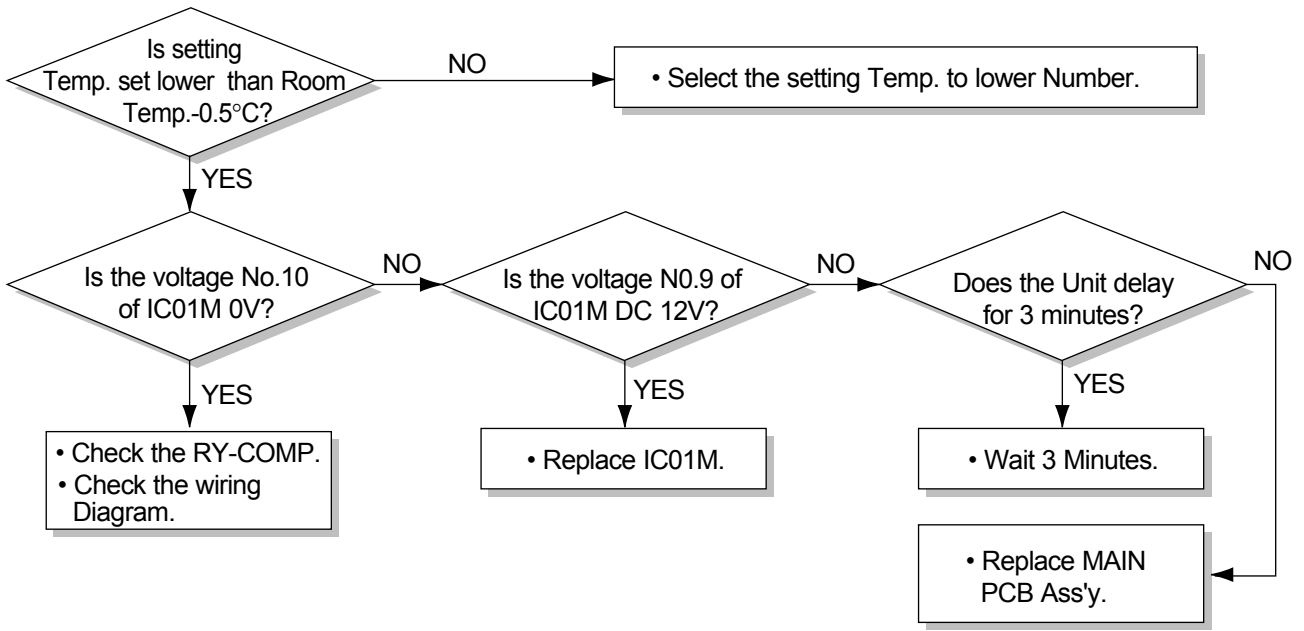 Is setting
Temp. set lower than Room
Temp.-0.5°C?
NO
• Select the setting Temp. to lower Number.
YES
Is the voltage No.10
of IC01M 0V?
NO
Is the voltage N0.9 of
IC01M DC 12V?
NO
Does the Unit delay
for 3 minutes?
NO
YES
• Check the RY-COMP.
• Check the wiring
Diagram.
YES
• Replace IC01M.
YES
• Wait 3 Minutes.
• Replace MAIN
PCB Ass'y.